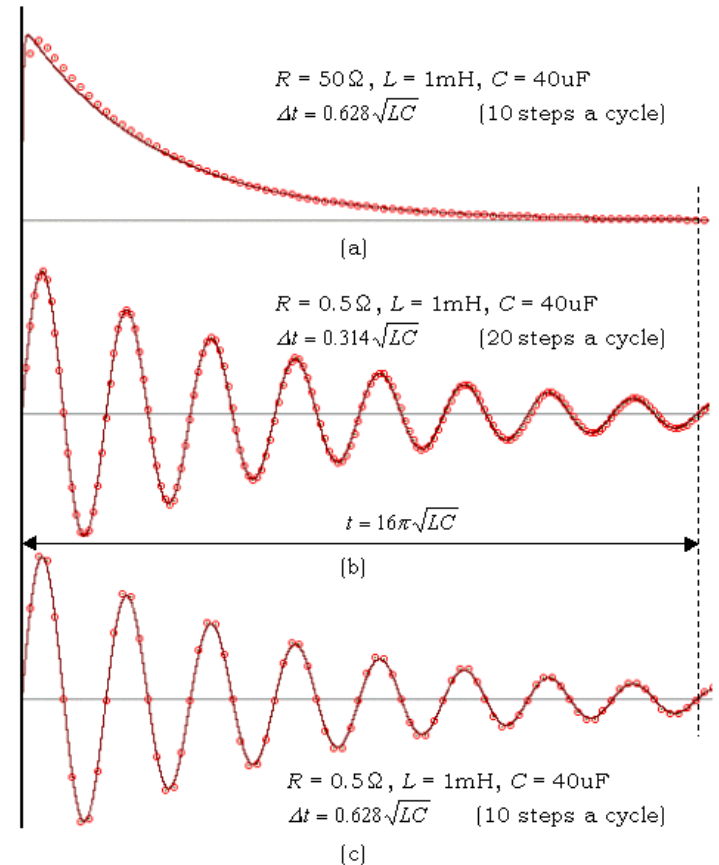 R = 50Ω, L = 1mH, C = 40uF
Δt = 0.628√LC (10 steps a cycle)
(a)
R = 0.5Ω, L = 1mH, C = 40uF
Δt = 0.314√LC (20 steps a cycle)
t = 16π√LC
(b)
R = 0.5Ω, L = 1mH, C = 40uF
Δt = 0.628√LC (10 steps a cycle)
(c)